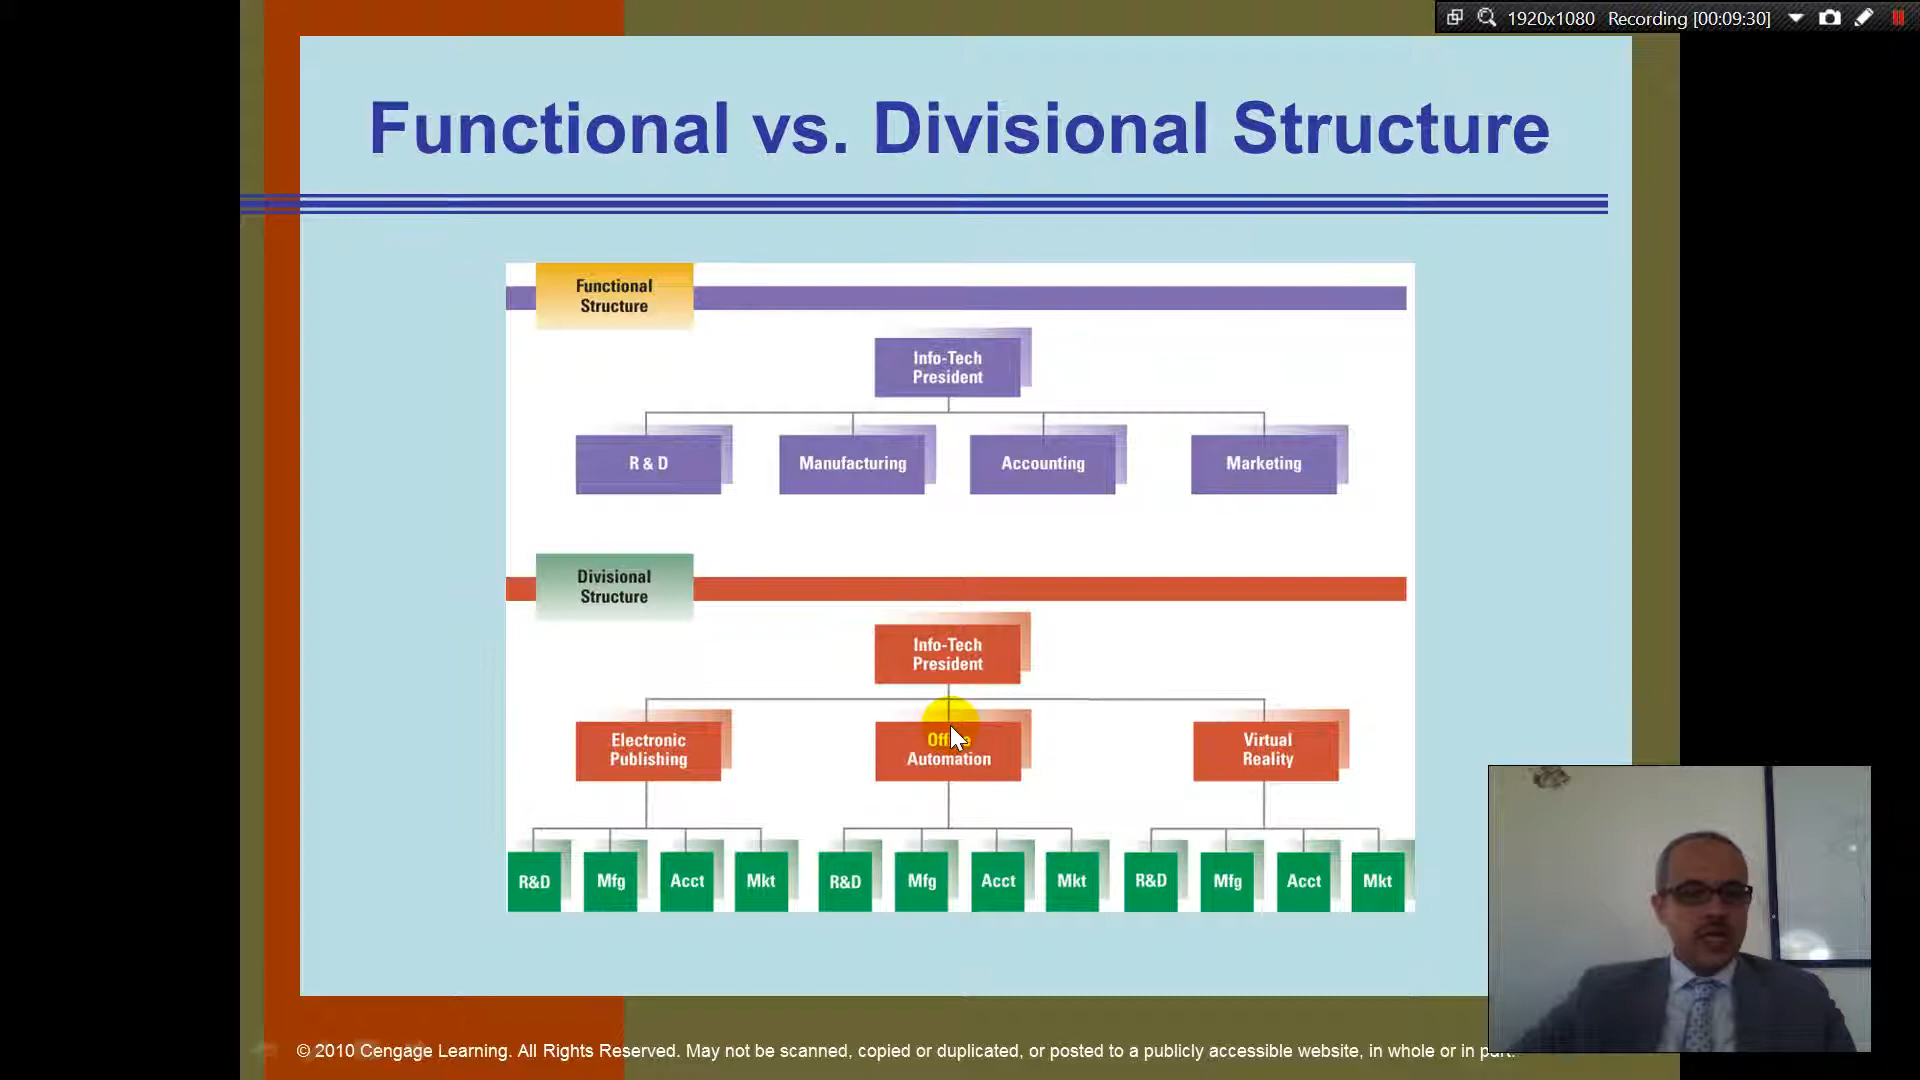 1920x1080 Recording [00:09:30]
Functional vs. Divisional Structure
Functional
Structure
Info-Tech
President
R & D
Manufacturing
Accounting
Marketing
Divisional
Structure
Info-Tech
President
Electronic
Publishing
Office
Automation
Virtual
Reality
R&D Mfg Acct Mkt R&D Mfg Acct Mkt R&D Mfg Acct Mkt
© 2010 Cengage Learning. All Rights Reserved. May not be scanned, copied or duplicated, or posted to a publicly accessible website, in whole or in part.